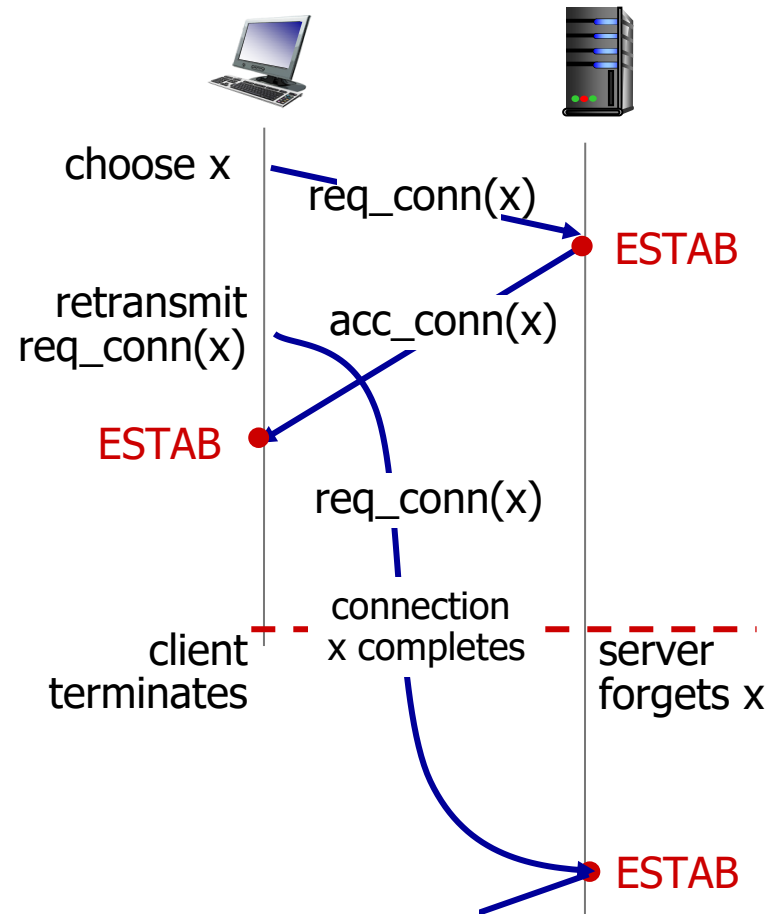 choose x
req_conn(x)
ESTAB
retransmit
req_conn(x)
acc_conn(x)
ESTAB
req_conn(x)
connection
x completes
client
terminates
server
forgets x
ESTAB